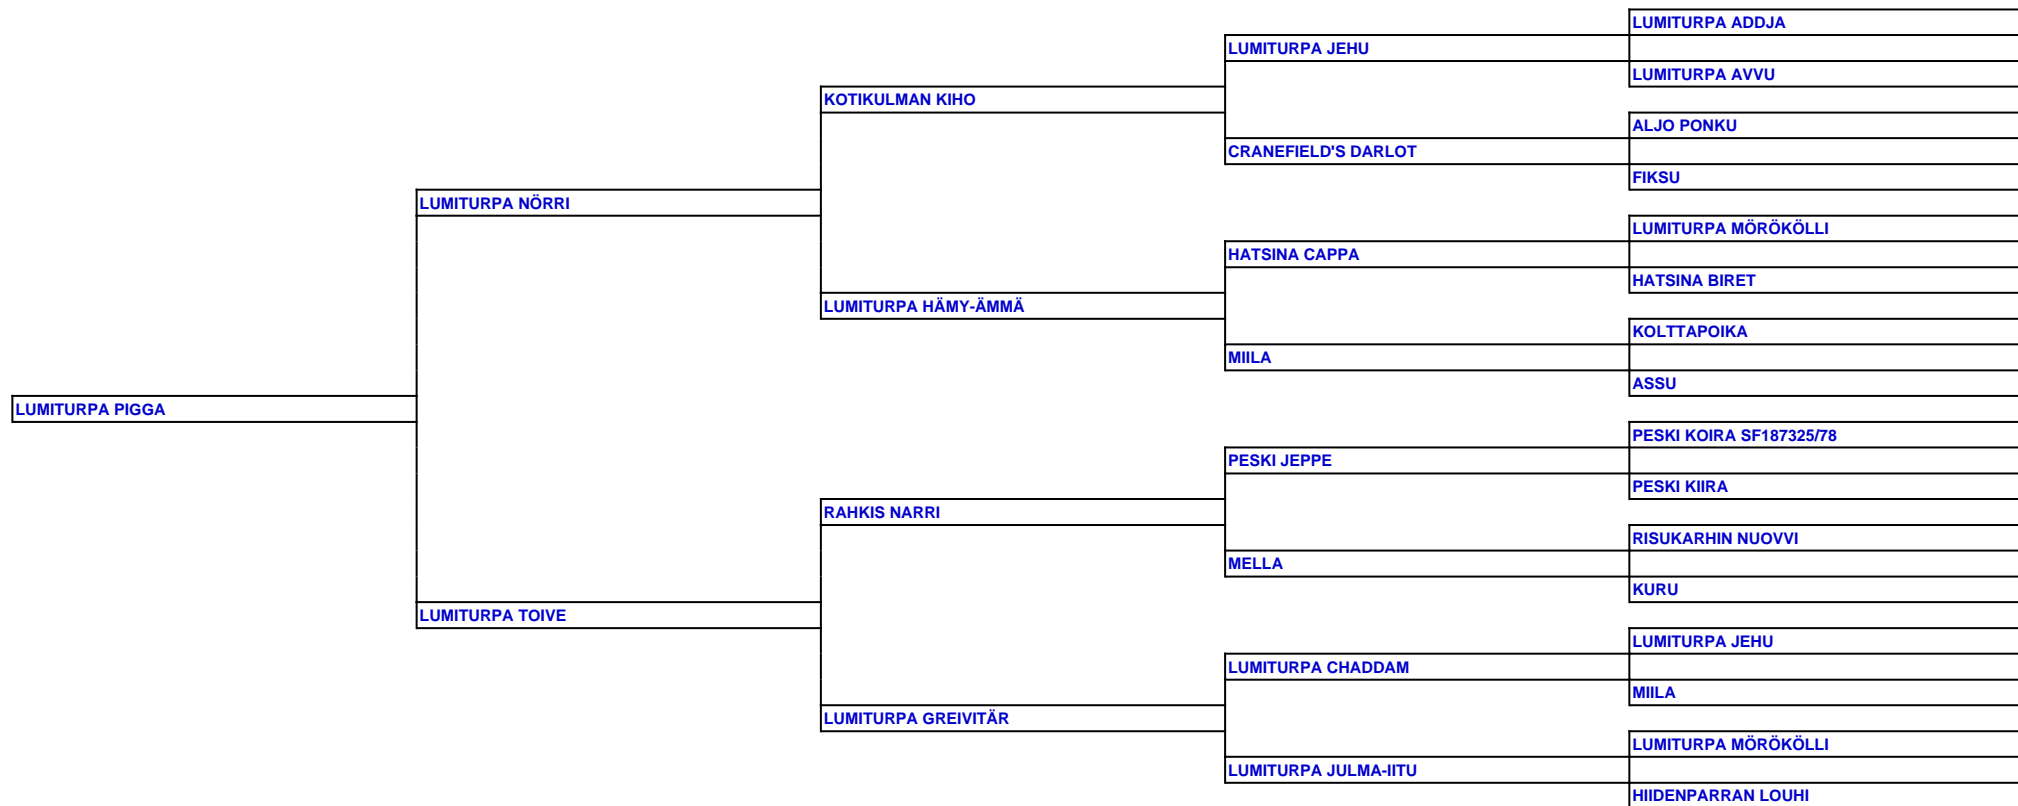 LUMITURPA ADDJA
LUMITURPA JEHU
LUMITURPA AVVU
KOTIKULMAN KIHO
ALJO PONKU
CRANEFIELD'S DARLOT
FIKSU
LUMITURPA NÖRRI
LUMITURPA MÖRÖKÖLLI
HATSINA CAPPA
HATSINA BIRET
LUMITURPA HÄMY-ÄMMÄ
KOLTTAPOIKA
MIILA
ASSU
LUMITURPA PIGGA
PESKI KOIRA SF187325/78
PESKI JEPPE
PESKI KIIRA
RAHKIS NARRI
RISUKARHIN NUOVVI
MELLA
KURU
LUMITURPA TOIVE
LUMITURPA JEHU
LUMITURPA CHADDAM
MIILA
LUMITURPA GREIVITÄR
LUMITURPA MÖRÖKÖLLI
LUMITURPA JULMA-IITU
HIIDENPARRAN LOUHI